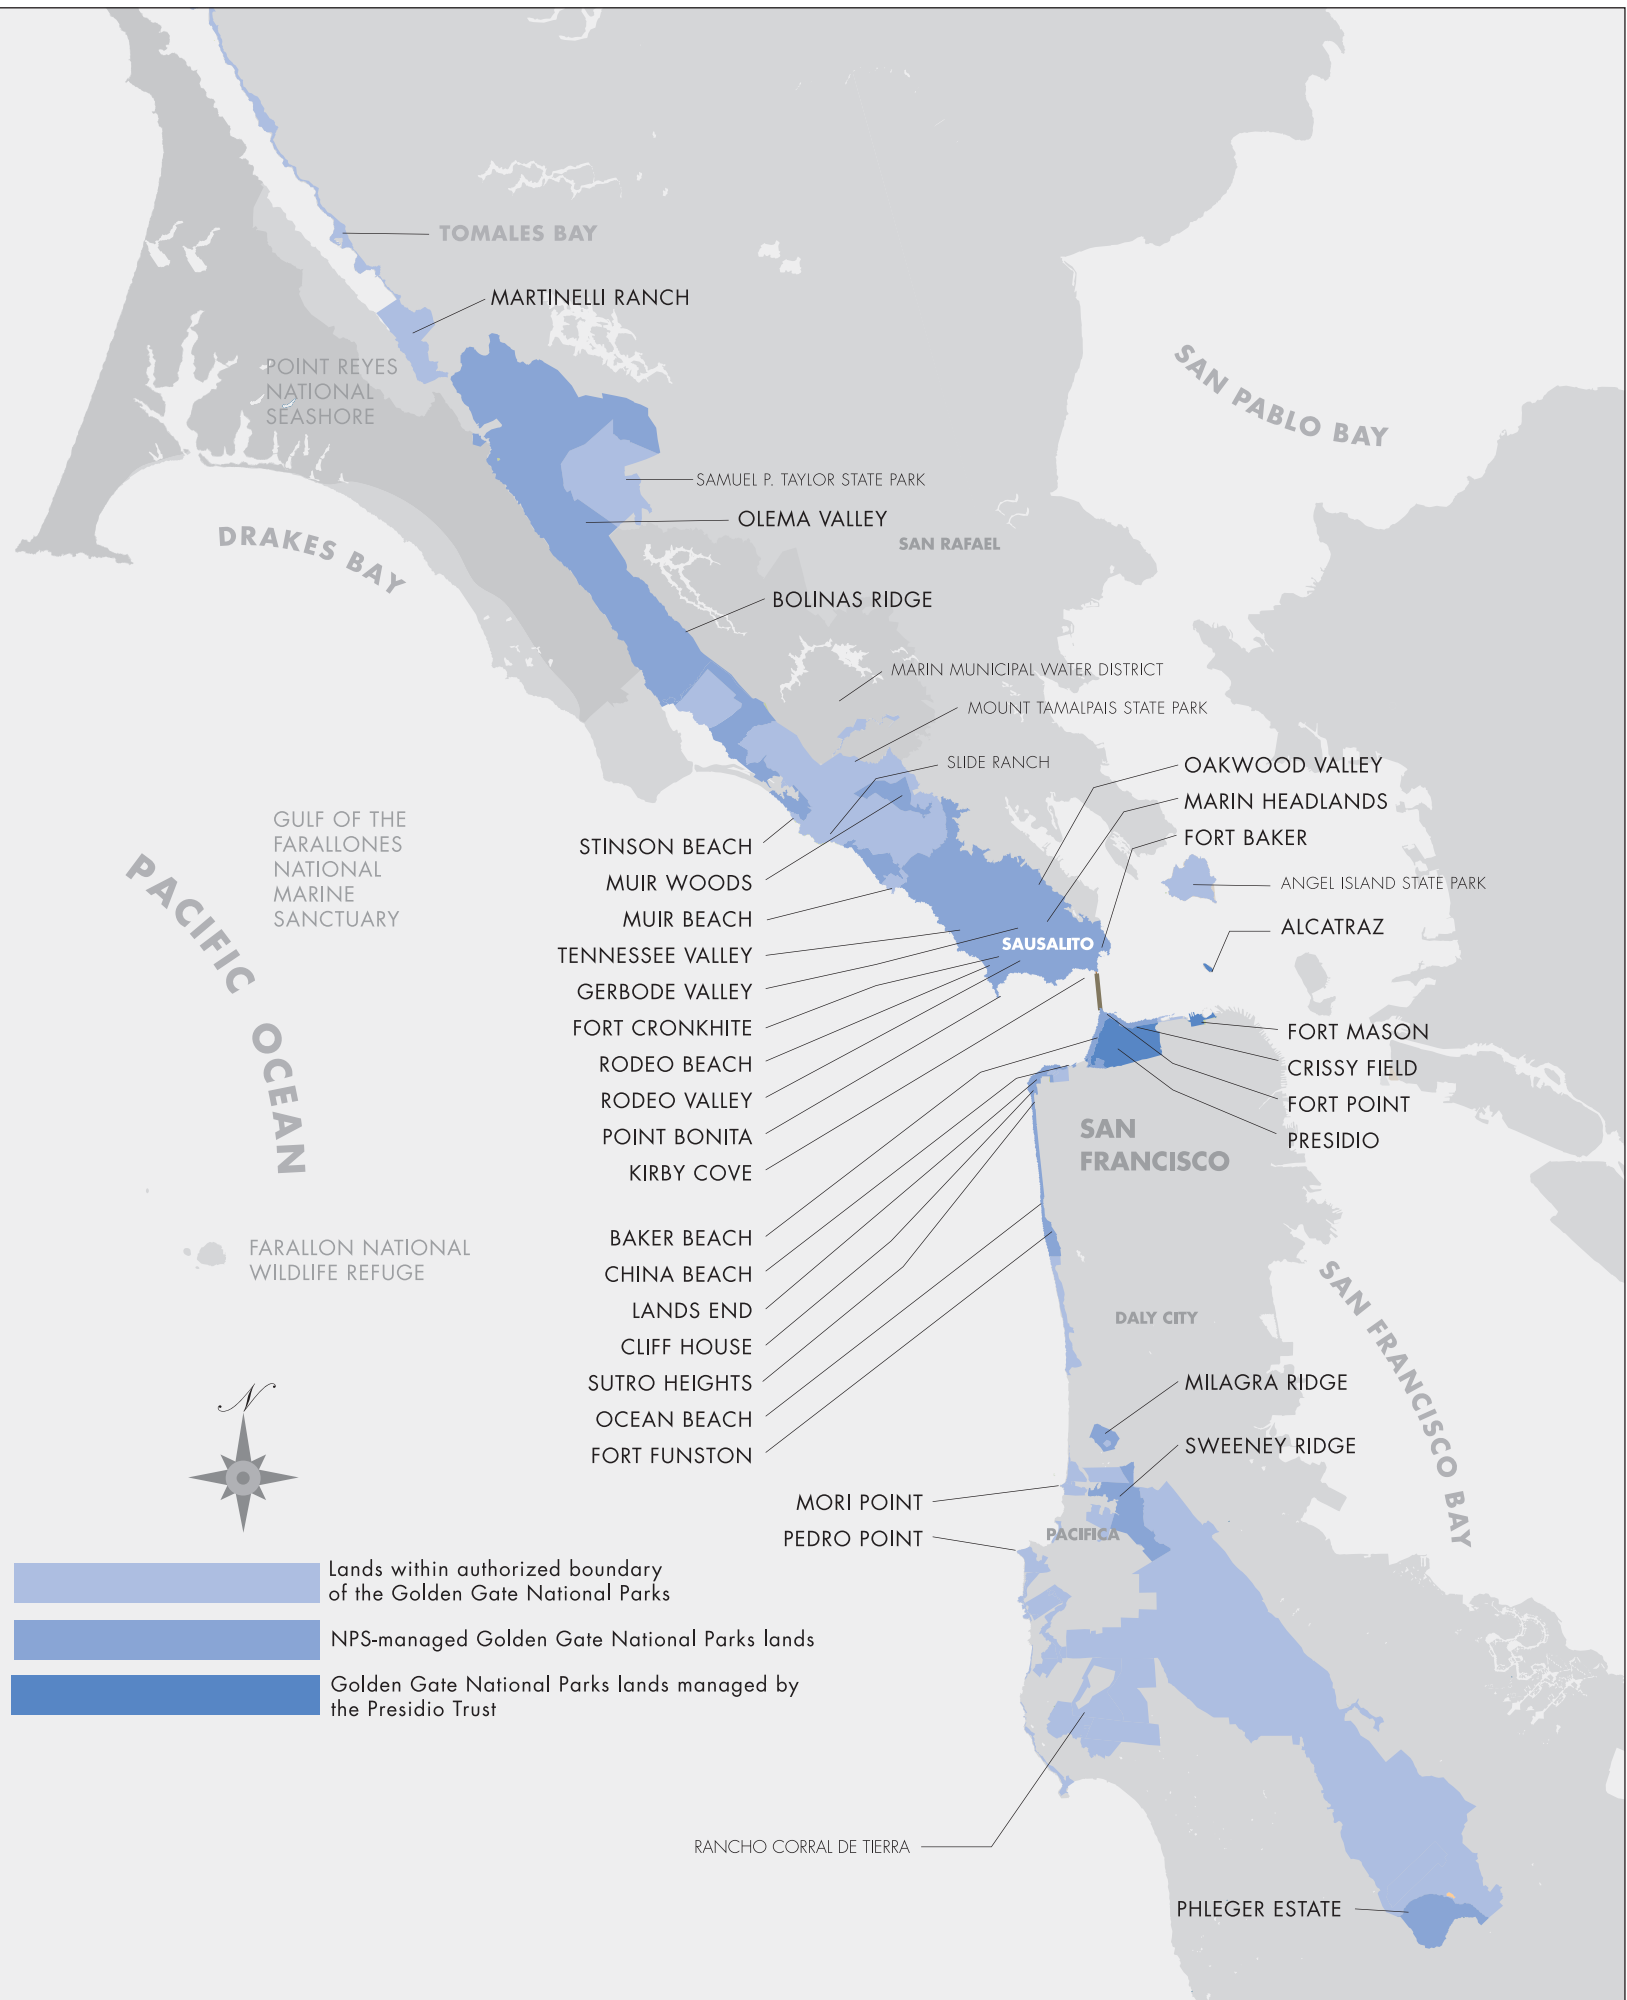 TOMALES BAY
MARTINELLI RANCH
POINT REYES
NATIONAL
SEASHORE
SAN PABLO BAY
SAMUEL P. TAYLOR STATE PARK
OLEMA VALLEY
DRAKES BAY
SAN RAFAEL
BOLINAS RIDGE
MARIN MUNICIPAL WATER DISTRICT
MOUNT TAMALPAIS STATE PARK
SLIDE RANCH
OAKWOOD VALLEY
MARIN HEADLANDS
FORT BAKER
ANGEL ISLAND STATE PARK
ALCATRAZ
GULF OF THE
FARALLONES
NATIONAL
MARINE
SANCTUARY
PACIFIC OCEAN
STINSON BEACH
MUIR WOODS
MUIR BEACH
TENNESSEE VALLEY
GERBODE VALLEY
FORT CRONKHITE
RODEO BEACH
RODEO VALLEY
POINT BONITA
KIRBY COVE
SAUSALITO
FORT MASON
CRISSY FIELD
FORT POINT
PRESIDIO
SAN
FRANCISCO
BAKER BEACH
CHINA BEACH
LANDS END
CLIFF HOUSE
SUTRO HEIGHTS
OCEAN BEACH
FORT FUNSTON
FARALLON NATIONAL
WILDLIFE REFUGE
SAN FRANCISCO BAY
DALY CITY
MILAGRA RIDGE
SWEENEY RIDGE
MORI POINT
PEDRO POINT
PACIFICA
N
Lands within authorized boundary
of the Golden Gate National Parks
NPS-managed Golden Gate National Parks lands
Golden Gate National Parks lands managed by
the Presidio Trust
RANCHO CORRAL DE TIERRA
PHLEGER ESTATE